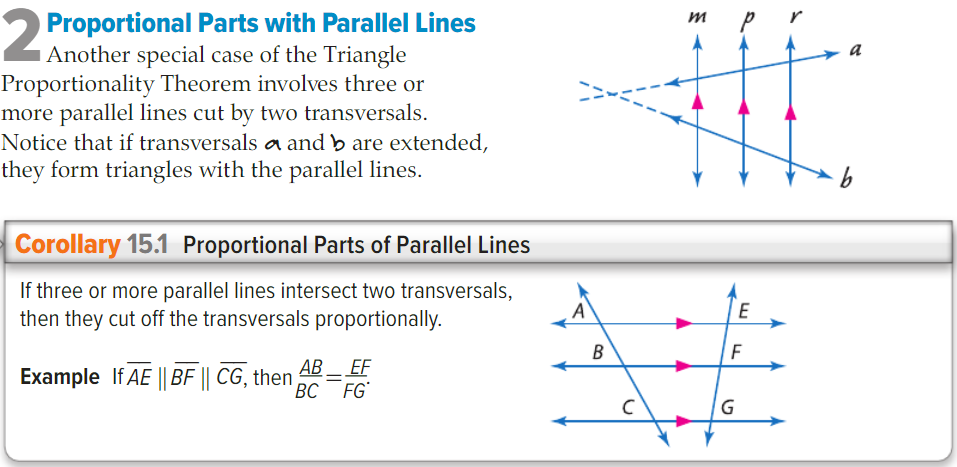 2 Proportional Parts with Parallel Lines
Another special case of the Triangle
Proportionality Theorem involves three or
more parallel lines cut by two transversals.
Notice that if transversals a and b are extended,
they form triangles with the parallel lines.
m p r
a
b
Corollary 15.1 Proportional Parts of Parallel Lines
If three or more parallel lines intersect two transversals,
then they cut off the transversals proportionally.
Example If A̅E̅ || B̅F̅ || C̅G̅, then AB/BC = EF/FG.
A E
B F
C G